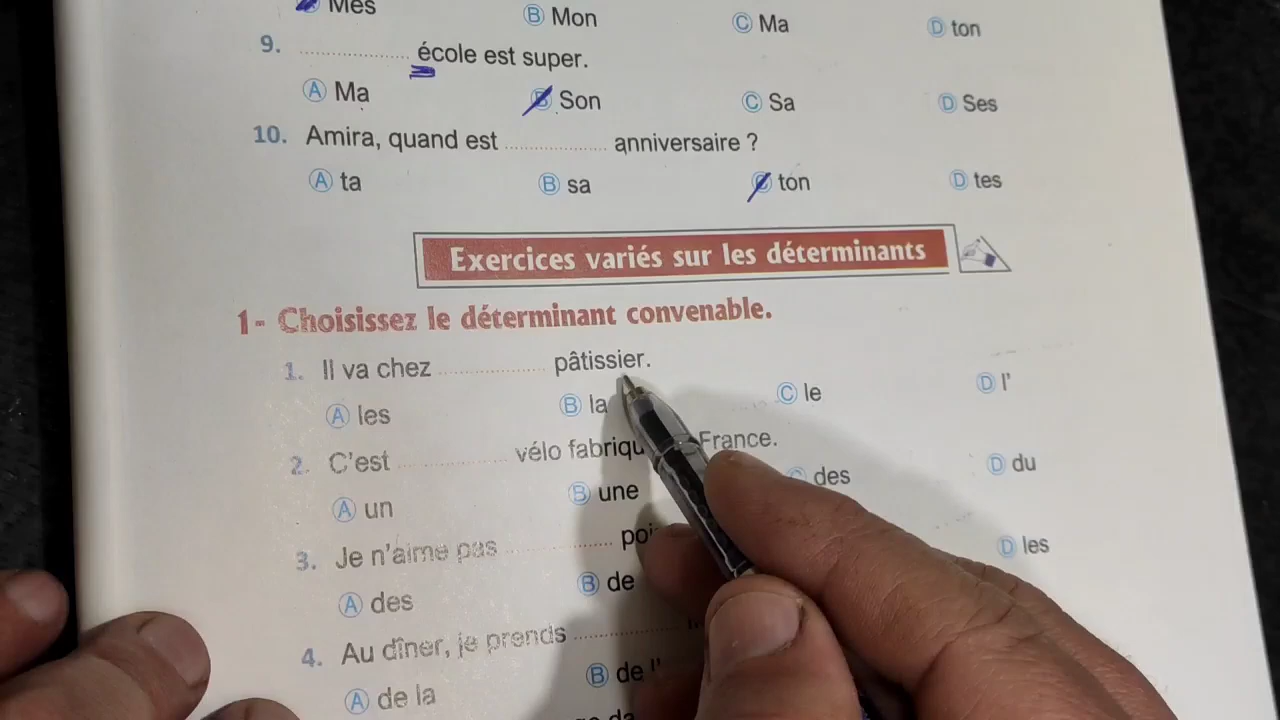 Mes B Mon C Ma D ton
9. .................... école est super.
A Ma B Son C Sa D Ses
10. Amira, quand est .................... anniversaire ?
A ta B sa C ton D tes
Exercices variés sur les déterminants
1- Choisissez le déterminant convenable.
1. Il va chez .................... pâtissier.
A les B la C le D l'
2. C'est .................... vélo France.
A un B une C des D du
3. Je n'aime pas ....................
A des B de D les
4. Au dîner, je prends ....................
A de la B de l'